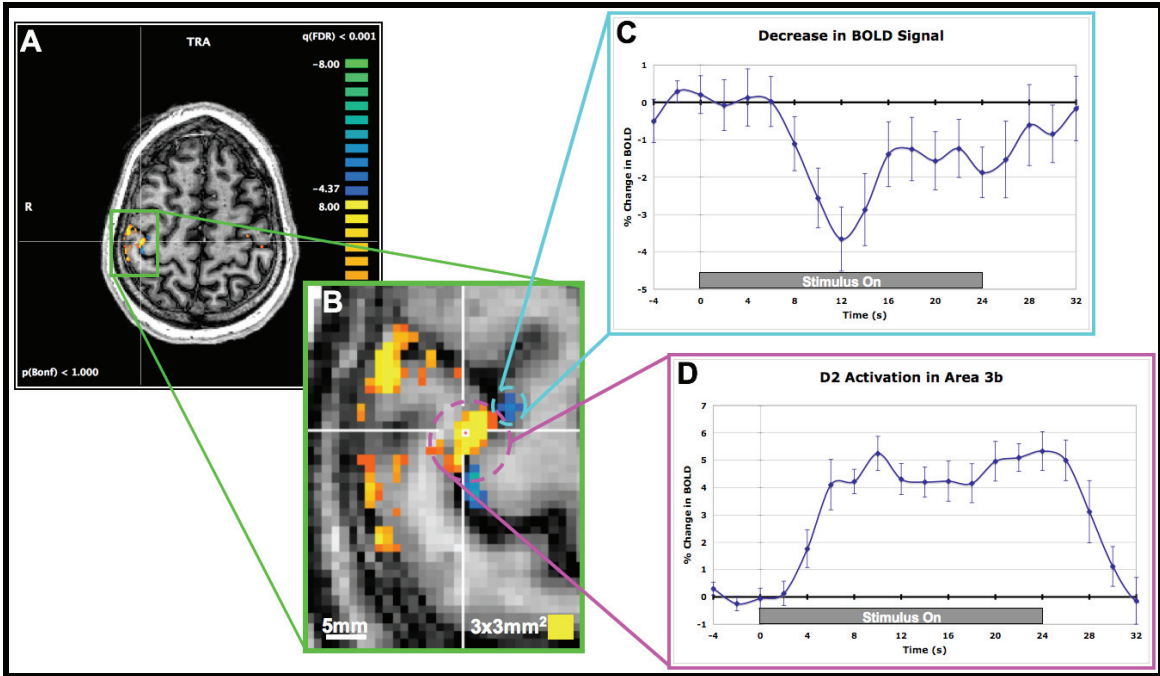 A
TRA
q(FDR) < 0.001
−8.00
−4.37
8.00
R
p(Bonf) < 1.000
B
5mm
3x3mm²
C
Decrease in BOLD Signal
% Change in BOLD
1
0
-1
-2
-3
-4
-5
Stimulus On
-4 0 4 8 12 16 20 24 28 32
Time (s)
D
D2 Activation in Area 3b
% Change in BOLD
7
6
5
4
3
2
1
0
-1
Stimulus On
-4 0 4 8 12 16 20 24 28 32
Time (s)